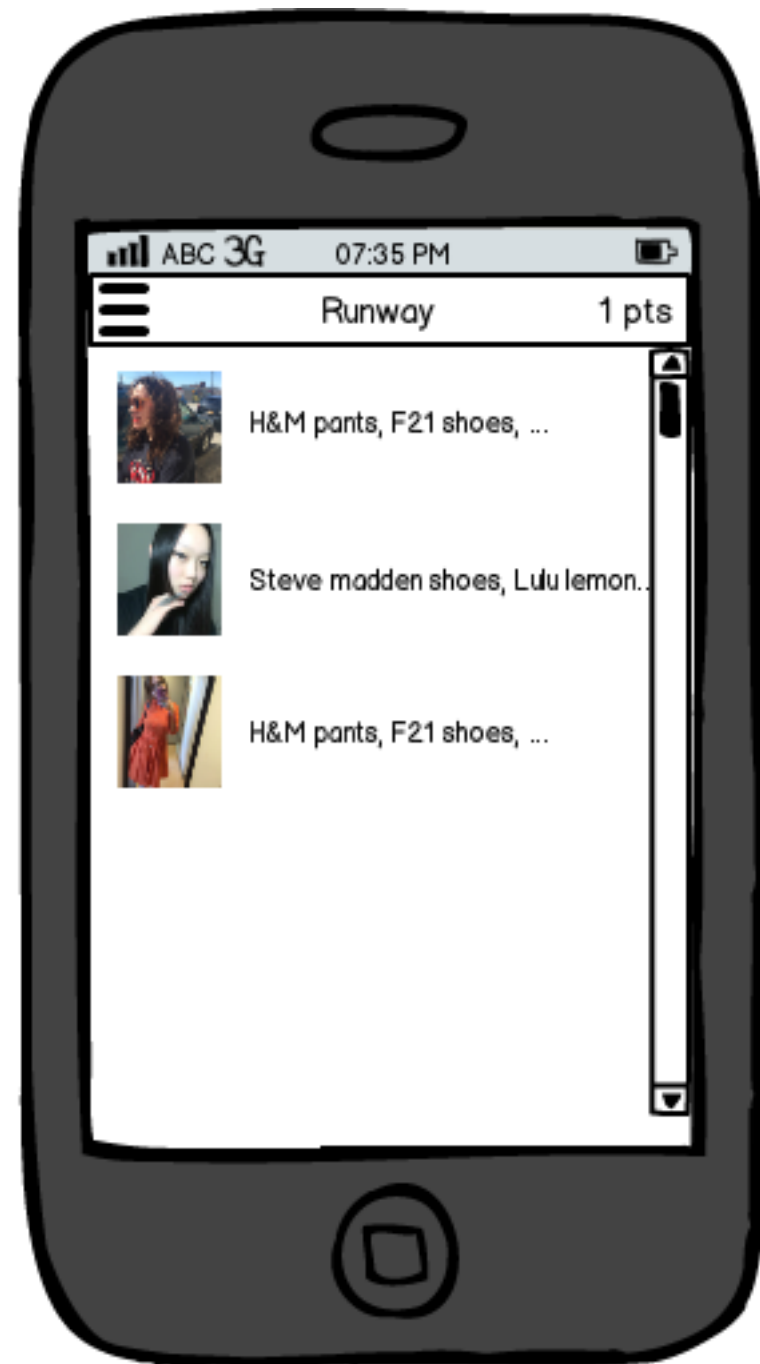 ABC 3G 07:35 PM
Runway 1 pts
H&M pants, F21 shoes, ...
Steve madden shoes, Lulu lemon..
H&M pants, F21 shoes, ...